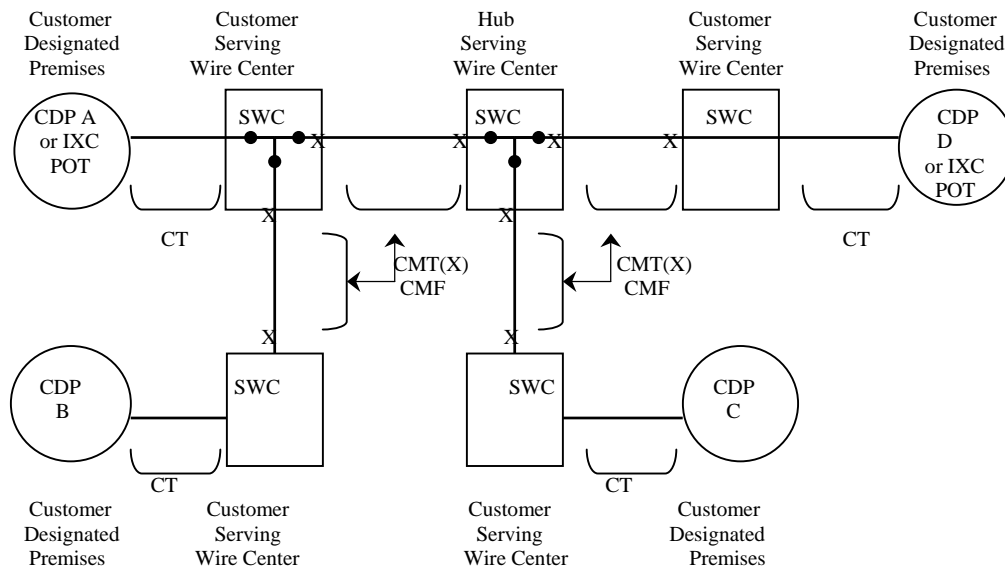 Customer
Designated
Premises
Customer
Serving
Wire Center
Hub
Serving
Wire Center
Customer
Serving
Wire Center
Customer
Designated
Premises
CDP A
or IXC
POT
SWC
X
X
SWC
X
X
SWC
CDP
D
or IXC
POT
X
X
CT
CT
CMT(X)
CMF
CMT(X)
CMF
X
X
CDP
B
SWC
SWC
CDP
C
CT
CT
Customer
Designated
Premises
Customer
Serving
Wire Center
Customer
Serving
Wire Center
Customer
Designated
Premises